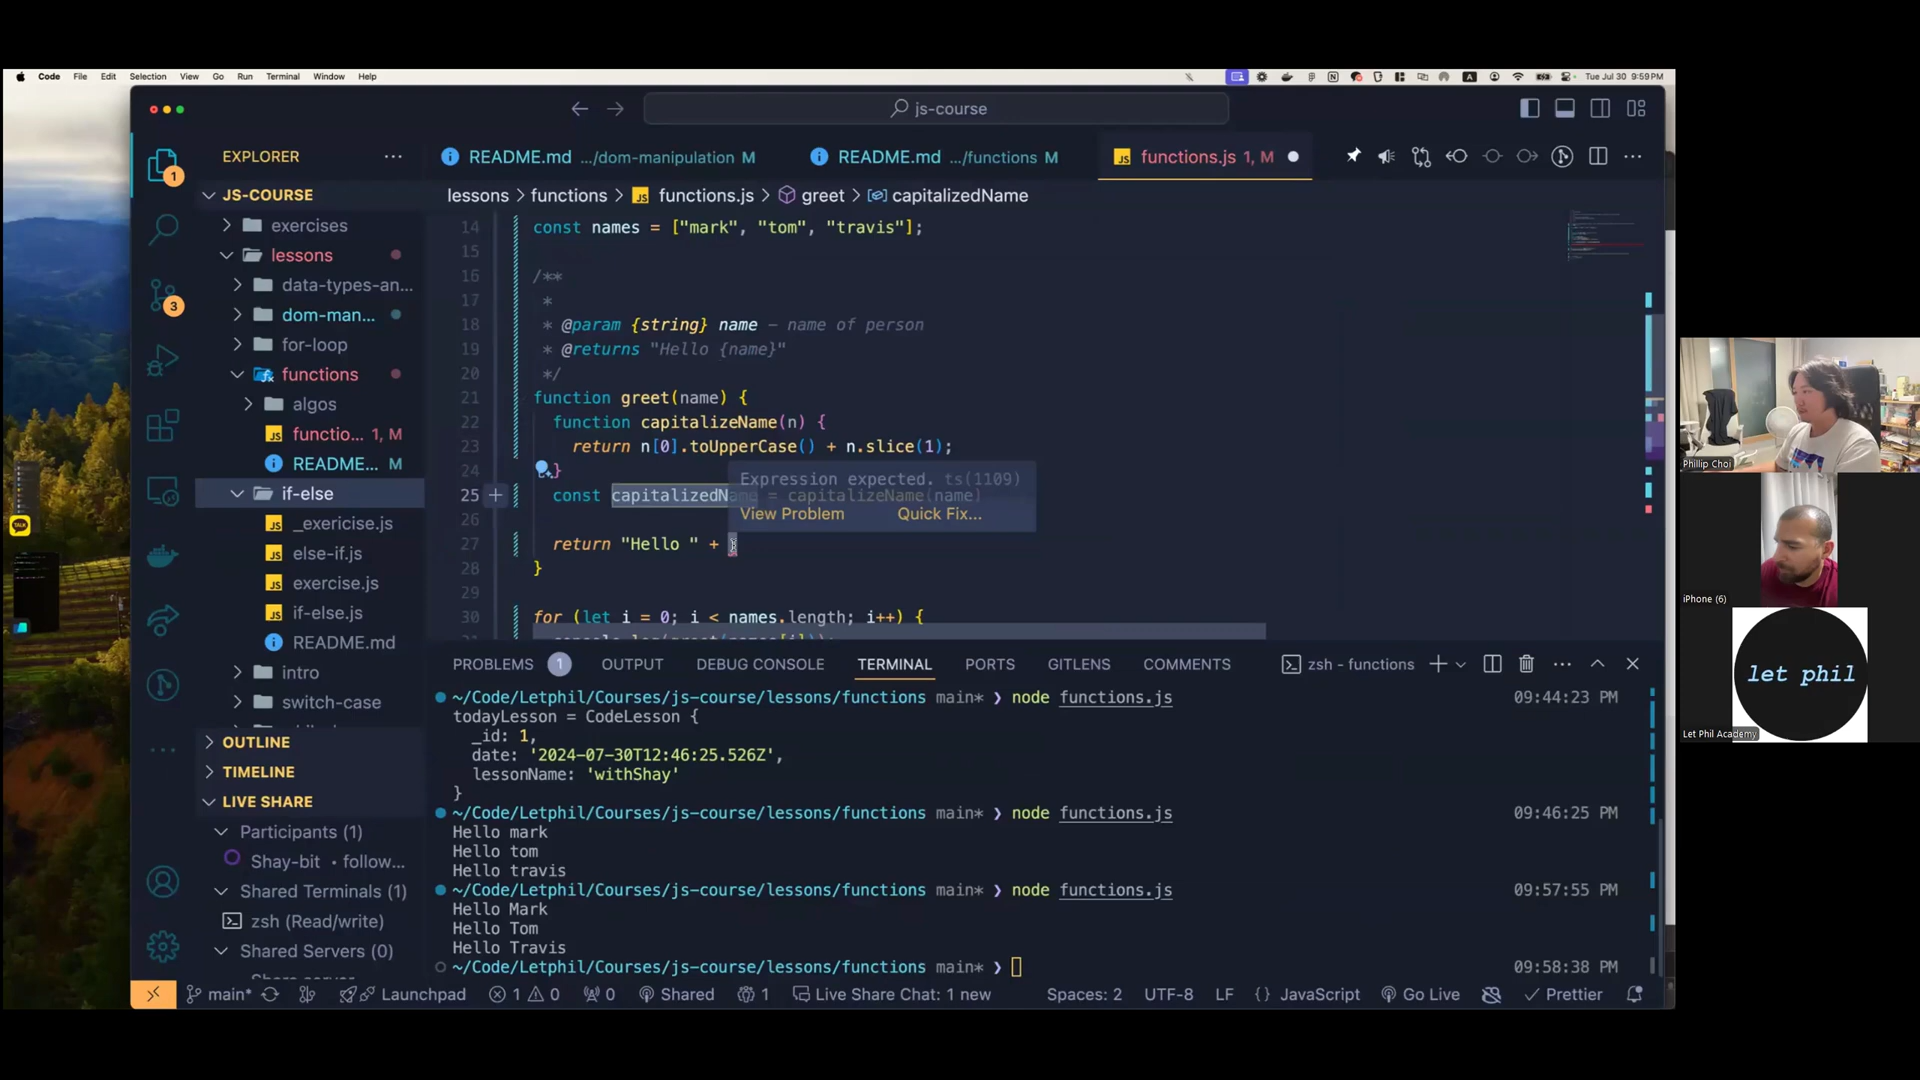 Code File Edit Selection View Go Run Terminal Window Help
Tue Jul 30 9:59 PM
js-course
EXPLORER
JS-COURSE
exercises
lessons
data-types-an...
dom-man...
for-loop
functions
algos
functio... 1, M
README... M
if-else
_exericise.js
else-if.js
exercise.js
if-else.js
README.md
intro
switch-case
OUTLINE
TIMELINE
LIVE SHARE
Participants (1)
Shay-bit • follow...
Shared Terminals (1)
zsh (Read/write)
Shared Servers (0)
1
3
README.md .../dom-manipulation M
README.md .../functions M
functions.js 1, M
lessons > functions > functions.js > greet > capitalizedName
14 const names = ["mark", "tom", "travis"];
15
16 /**
17 *
18 * @param {string} name – name of person
19 * @returns "Hello {name}"
20 */
21 function greet(name) {
22 function capitalizeName(n) {
23 return n[0].toUpperCase() + n.slice(1);
24 }
25 const capitalizedName = capitalizeName(name)
26
27 return "Hello " +
28 }
29
30 for (let i = 0; i < names.length; i++) {
Expression expected. ts(1109)
View Problem Quick Fix...
PROBLEMS 1 OUTPUT DEBUG CONSOLE TERMINAL PORTS GITLENS COMMENTS
zsh - functions
~/Code/Letphil/Courses/js-course/lessons/functions main* ❯ node functions.js 09:44:23 PM
todayLesson = CodeLesson {
_id: 1,
date: '2024-07-30T12:46:25.526Z',
lessonName: 'withShay'
}
~/Code/Letphil/Courses/js-course/lessons/functions main* ❯ node functions.js 09:46:25 PM
Hello mark
Hello tom
Hello travis
~/Code/Letphil/Courses/js-course/lessons/functions main* ❯ node functions.js 09:57:55 PM
Hello Mark
Hello Tom
Hello Travis
~/Code/Letphil/Courses/js-course/lessons/functions main* ❯ 09:58:38 PM
main* Launchpad 1 0 0 Shared 1 Live Share Chat: 1 new Spaces: 2 UTF-8 LF {} JavaScript Go Live Prettier
Phillip Choi
iPhone (6)
let phil
Let Phil Academy
TALK